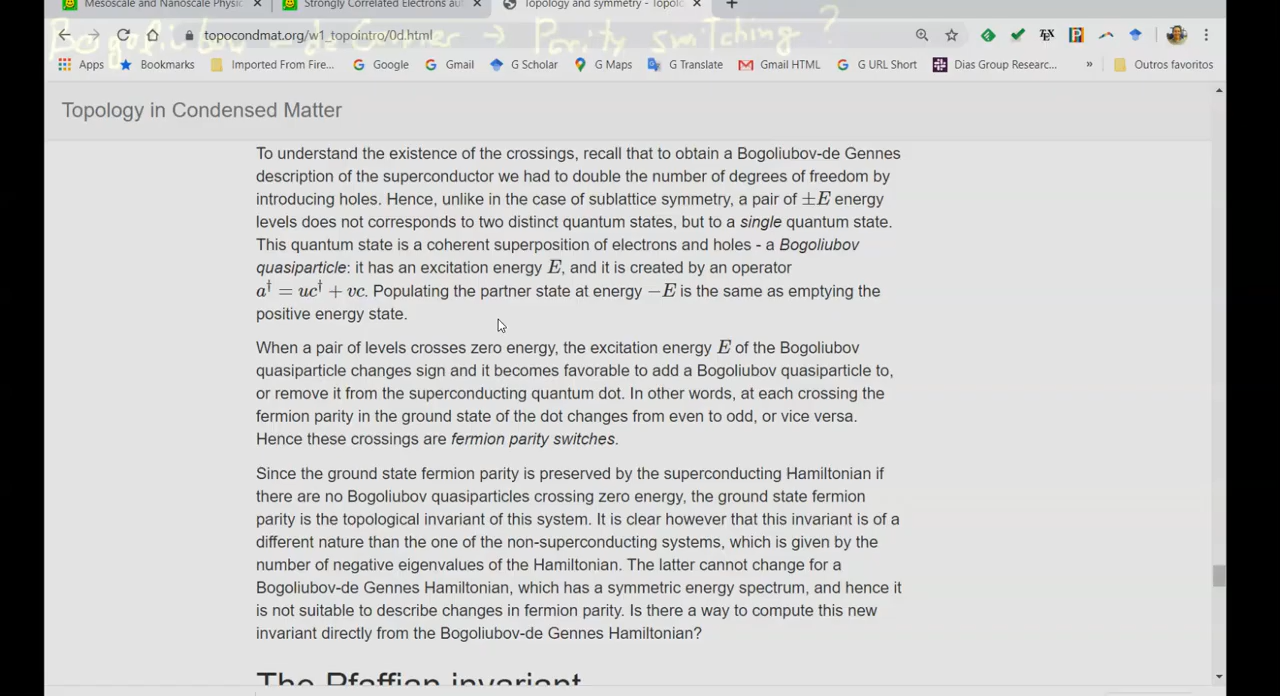 Mesoscale and Nanoscale Physic
Strongly Correlated Electrons aut
Topology and symmetry - Topolo
Bogoliubov - de Genner → Parity switching ?
topocondmat.org/w1_topointro/0d.html
Apps Bookmarks Imported From Fire... Google Gmail G Scholar G Maps G Translate Gmail HTML G URL Short Dias Group Researc... » Outros favoritos
Topology in Condensed Matter
To understand the existence of the crossings, recall that to obtain a Bogoliubov-de Gennes
description of the superconductor we had to double the number of degrees of freedom by
introducing holes. Hence, unlike in the case of sublattice symmetry, a pair of ±E energy
levels does not corresponds to two distinct quantum states, but to a single quantum state.
This quantum state is a coherent superposition of electrons and holes - a Bogoliubov
quasiparticle: it has an excitation energy E, and it is created by an operator
a† = uc† + vc. Populating the partner state at energy −E is the same as emptying the
positive energy state.
When a pair of levels crosses zero energy, the excitation energy E of the Bogoliubov
quasiparticle changes sign and it becomes favorable to add a Bogoliubov quasiparticle to,
or remove it from the superconducting quantum dot. In other words, at each crossing the
fermion parity in the ground state of the dot changes from even to odd, or vice versa.
Hence these crossings are fermion parity switches.
Since the ground state fermion parity is preserved by the superconducting Hamiltonian if
there are no Bogoliubov quasiparticles crossing zero energy, the ground state fermion
parity is the topological invariant of this system. It is clear however that this invariant is of a
different nature than the one of the non-superconducting systems, which is given by the
number of negative eigenvalues of the Hamiltonian. The latter cannot change for a
Bogoliubov-de Gennes Hamiltonian, which has a symmetric energy spectrum, and hence it
is not suitable to describe changes in fermion parity. Is there a way to compute this new
invariant directly from the Bogoliubov-de Gennes Hamiltonian?
The Pfaffian invariant